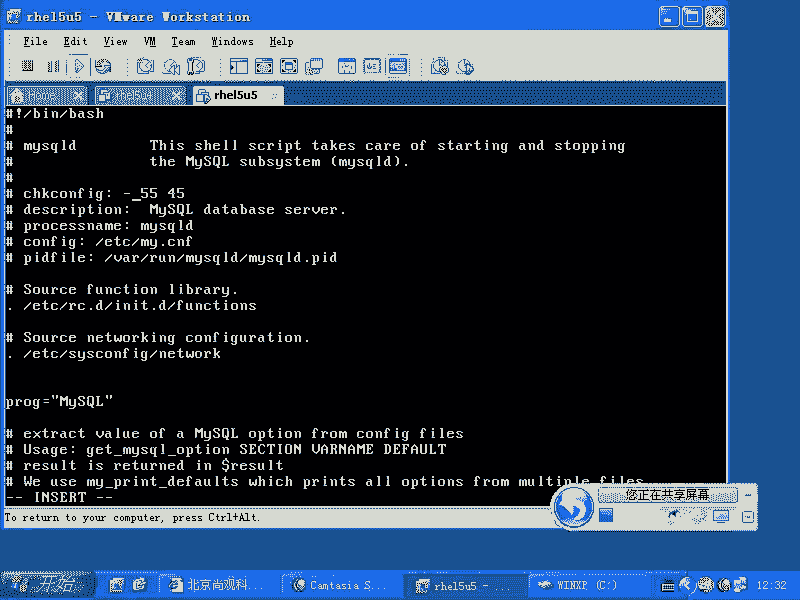 rhel5u5 - VMware Workstation
File Edit View VM Team Windows Help
Home rhel5u4 rhel5u5
#!/bin/bash
#
# mysqld This shell script takes care of starting and stopping
# the MySQL subsystem (mysqld).
#
# chkconfig: -_55 45
# description: MySQL database server.
# processname: mysqld
# config: /etc/my.cnf
# pidfile: /var/run/mysqld/mysqld.pid
# Source function library.
. /etc/rc.d/init.d/functions
# Source networking configuration.
. /etc/sysconfig/network
prog="MySQL"
# extract value of a MySQL option from config files
# Usage: get_mysql_option SECTION VARNAME DEFAULT
# result is returned in $result
# We use my_print_defaults which prints all options from multiple files,
-- INSERT --
您正在共享屏幕
To return to your computer, press Ctrl+Alt.
开始 北京尚观科... Camtasia S... rhel5u5 - ... WINXP (C:) 12:32